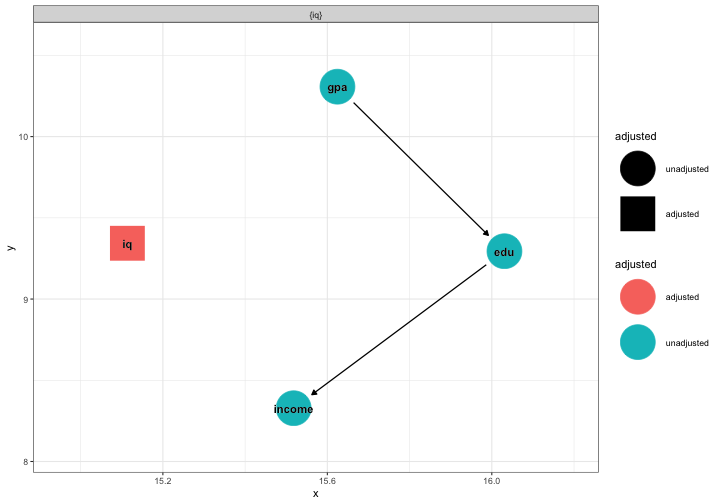 {iq}
gpa
iq
edu
income
10
9
8
y
15.2
15.6
16.0
x
adjusted
unadjusted
adjusted
adjusted
adjusted
unadjusted